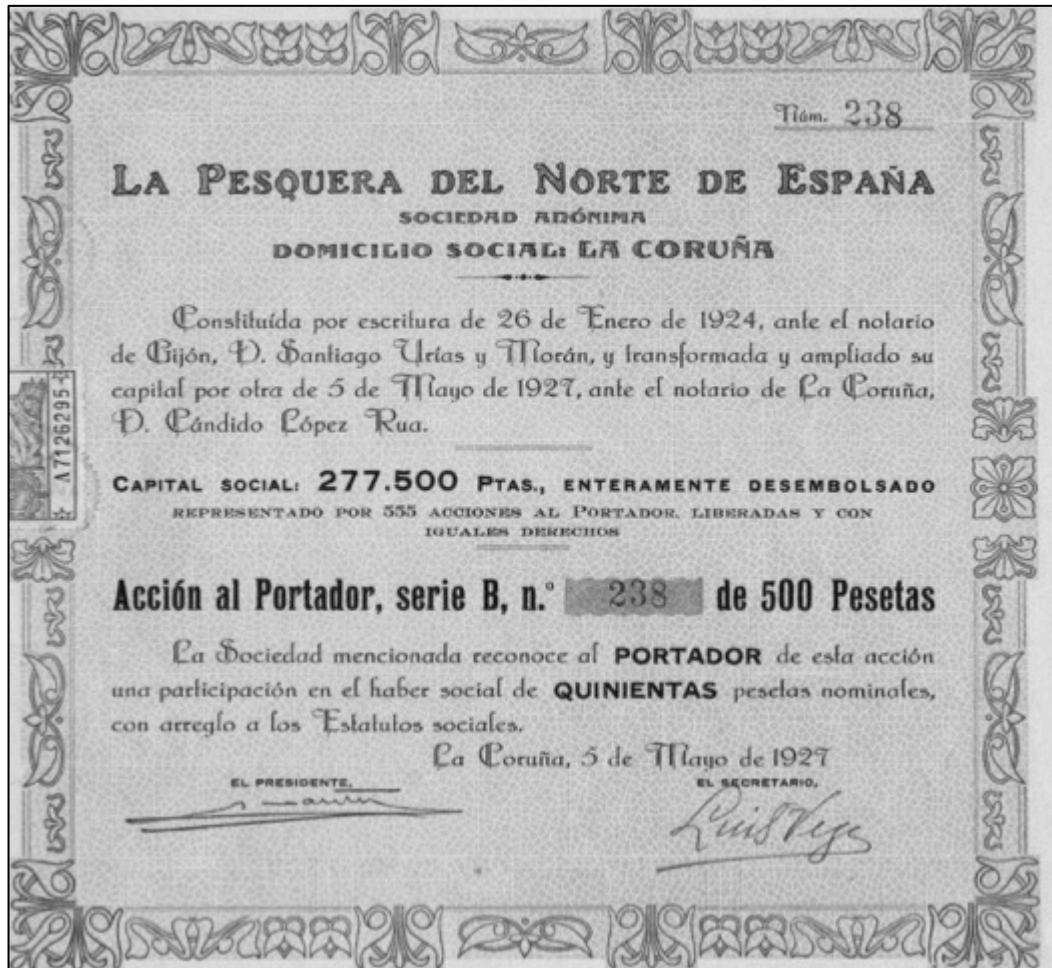 Núm. 238
LA PESQUERA DEL NORTE DE ESPAÑA
SOCIEDAD ANÓNIMA
DOMICILIO SOCIAL: LA CORUÑA
Constituída por escritura de 26 de Enero de 1924, ante el notario
de Gijón, D. Santiago Urías y Morán, y transformada y ampliado su
capital por otra de 5 de Mayo de 1927, ante el notario de La Coruña,
D. Cándido López Rua.
A7126295
CAPITAL SOCIAL: 277.500 PTAS., ENTERAMENTE DESEMBOLSADO
REPRESENTADO POR 555 ACCIONES AL PORTADOR, LIBERADAS Y CON
IGUALES DERECHOS
Acción al Portador, serie B, n.° 238 de 500 Pesetas
La Sociedad mencionada reconoce al PORTADOR de esta acción
una participación en el haber social de QUINIENTAS pesetas nominales,
con arreglo a los Estatutos sociales.
La Coruña, 5 de Mayo de 1927
EL PRESIDENTE, EL SECRETARIO,
Luis Vega